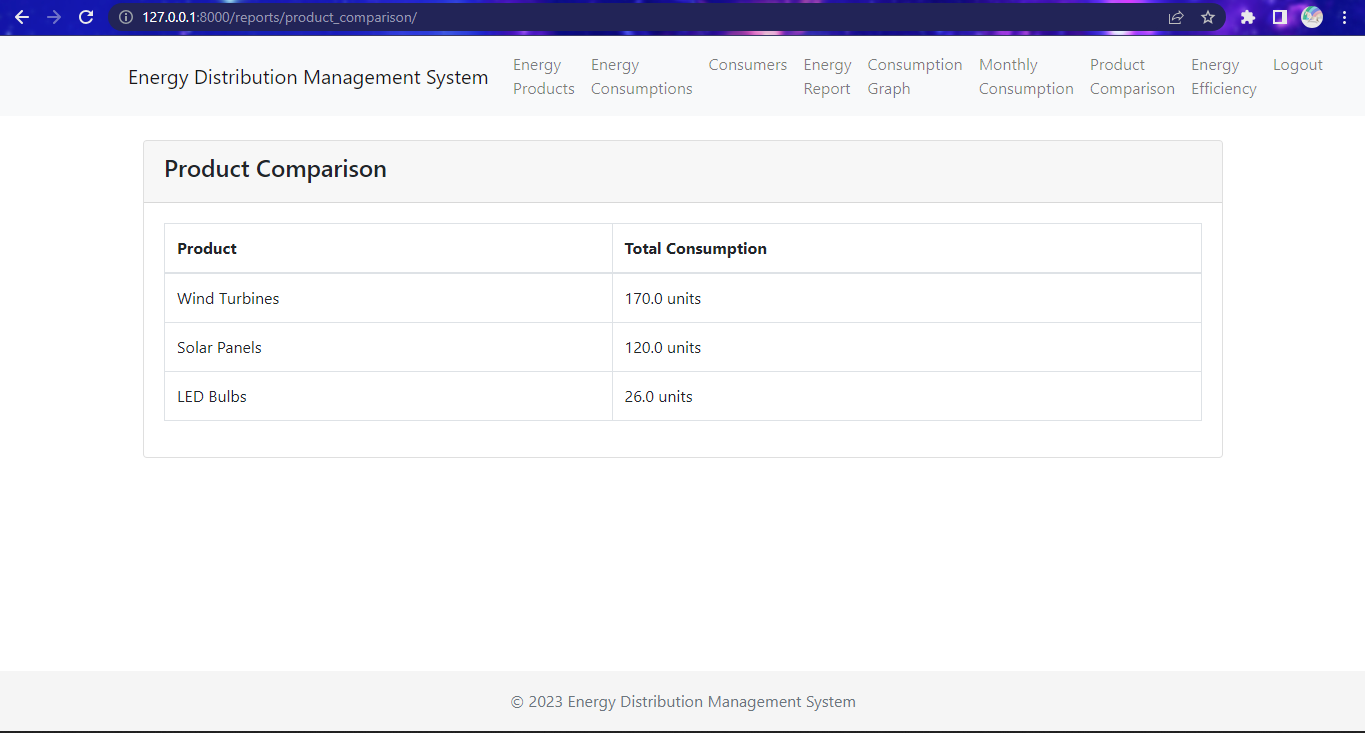 127.0.0.1:8000/reports/product_comparison/
Energy Distribution Management System
Energy Products
Energy Consumptions
Consumers
Energy Report
Consumption Graph
Monthly Consumption
Product Comparison
Energy Efficiency
Logout
Product Comparison
Product Total Consumption
Wind Turbines 170.0 units
Solar Panels 120.0 units
LED Bulbs 26.0 units
© 2023 Energy Distribution Management System